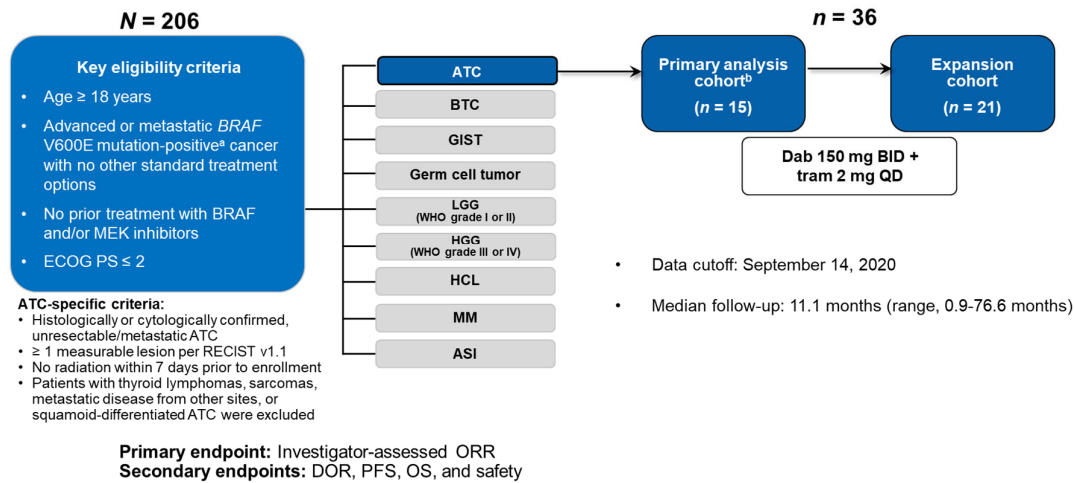 N = 206
Key eligibility criteria
• Age ≥ 18 years
• Advanced or metastatic BRAF
V600E mutation-positiveᵃ cancer
with no other standard treatment
options
• No prior treatment with BRAF
and/or MEK inhibitors
• ECOG PS ≤ 2
ATC-specific criteria:
• Histologically or cytologically confirmed,
unresectable/metastatic ATC
• ≥ 1 measurable lesion per RECIST v1.1
• No radiation within 7 days prior to enrollment
• Patients with thyroid lymphomas, sarcomas,
metastatic disease from other sites, or
squamoid-differentiated ATC were excluded
ATC
BTC
GIST
Germ cell tumor
LGG
(WHO grade I or II)
HGG
(WHO grade III or IV)
HCL
MM
ASI
n = 36
Primary analysis
cohortᵇ
(n = 15)
Expansion
cohort
(n = 21)
Dab 150 mg BID +
tram 2 mg QD
• Data cutoff: September 14, 2020
• Median follow-up: 11.1 months (range, 0.9-76.6 months)
Primary endpoint: Investigator-assessed ORR
Secondary endpoints: DOR, PFS, OS, and safety